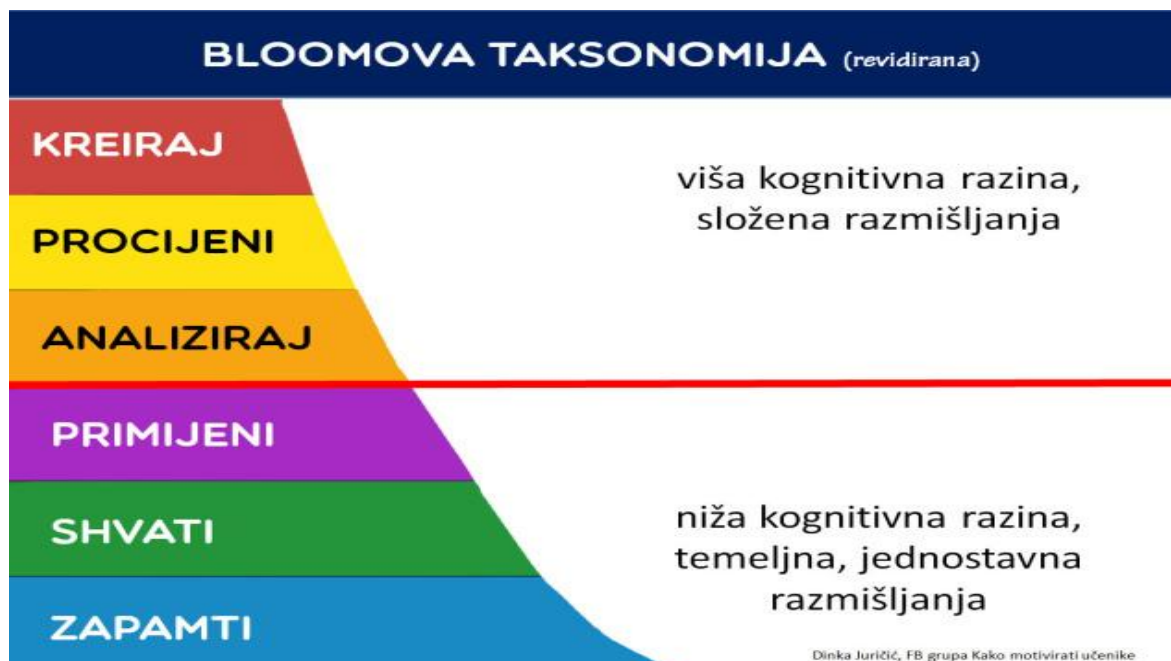 BLOOMOVA TAKSONOMIJA (revidirana)
KREIRAJ
PROCIJENI
ANALIZIRAJ
viša kognitivna razina,
složena razmišljanja
PRIMIJENI
SHVATI
ZAPAMTI
niža kognitivna razina,
temeljna, jednostavna
razmišljanja
Dinka Juričić, FB grupa Kako motivirati učenike